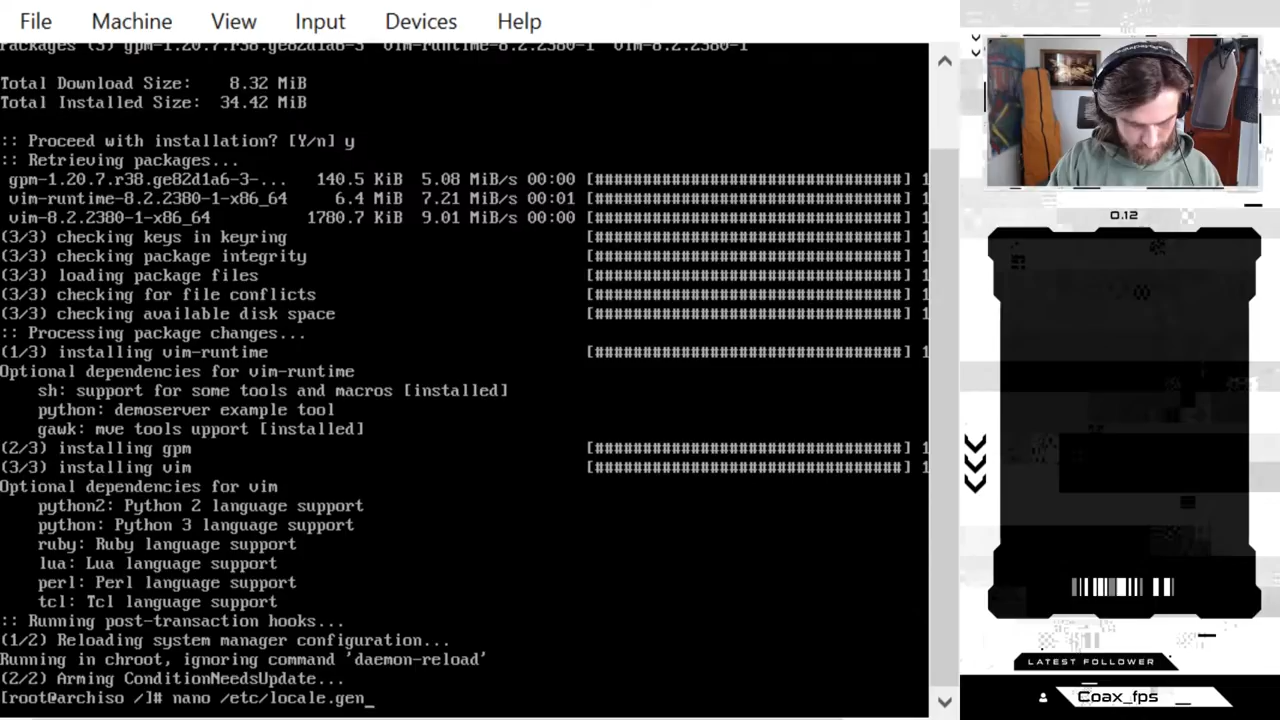 File Machine View Input Devices Help
Packages (3) gpm-1.20.7.r38.ge82d1a6-3 vim-runtime-8.2.2380-1 vim-8.2.2380-1
Total Download Size: 8.32 MiB
Total Installed Size: 34.42 MiB
:: Proceed with installation? [Y/n] y
:: Retrieving packages...
gpm-1.20.7.r38.ge82d1a6-3-... 140.5 KiB 5.08 MiB/s 00:00 [################################] 1
vim-runtime-8.2.2380-1-x86_64 6.4 MiB 7.21 MiB/s 00:01 [################################] 1
vim-8.2.2380-1-x86_64 1780.7 KiB 9.01 MiB/s 00:00 [################################] 1
(3/3) checking keys in keyring [################################] 1
(3/3) checking package integrity [################################] 1
(3/3) loading package files [################################] 1
(3/3) checking for file conflicts [################################] 1
(3/3) checking available disk space [################################] 1
:: Processing package changes...
(1/3) installing vim-runtime [################################] 1
Optional dependencies for vim-runtime
sh: support for some tools and macros [installed]
python: demoserver example tool
gawk: mve tools upport [installed]
(2/3) installing gpm [################################] 1
(3/3) installing vim [################################] 1
Optional dependencies for vim
python2: Python 2 language support
python: Python 3 language support
ruby: Ruby language support
lua: Lua language support
perl: Perl language support
tcl: Tcl language support
:: Running post-transaction hooks...
(1/2) Reloading system manager configuration...
Running in chroot, ignoring command 'daemon-reload'
(2/2) Arming ConditionNeedsUpdate...
[root@archiso /]# nano /etc/locale.gen_
0.12
LATEST FOLLOWER
Coax_fps